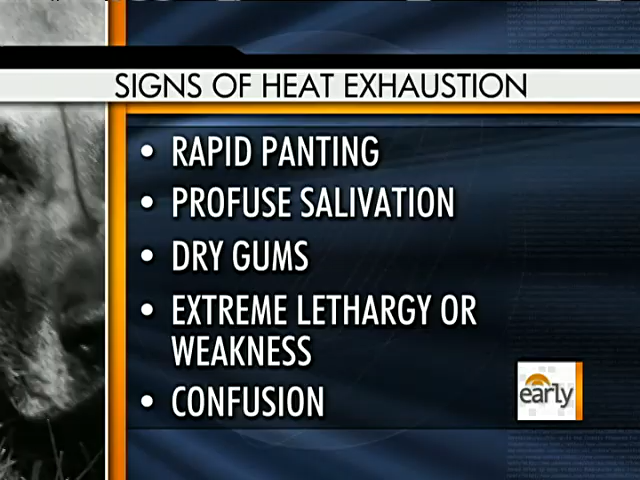 SIGNS OF HEAT EXHAUSTION
• RAPID PANTING
• PROFUSE SALIVATION
• DRY GUMS
• EXTREME LETHARGY OR
WEAKNESS
• CONFUSION
early